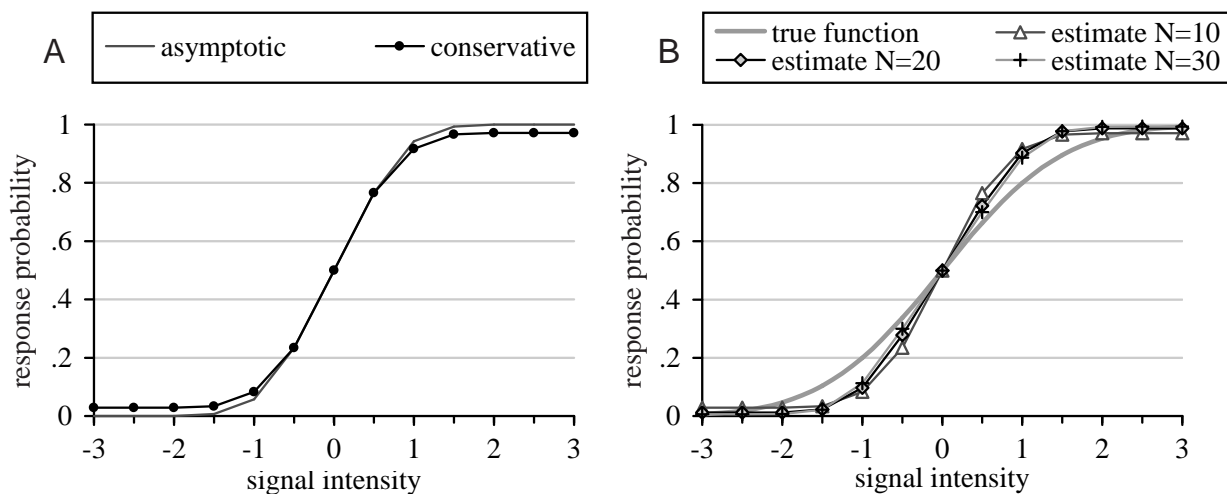 A
asymptotic conservative
response probability
1
.8
.6
.4
.2
0
-3 -2 -1 0 1 2 3
signal intensity
B
true function estimate N=10
estimate N=20 estimate N=30
response probability
1
.8
.6
.4
.2
0
-3 -2 -1 0 1 2 3
signal intensity